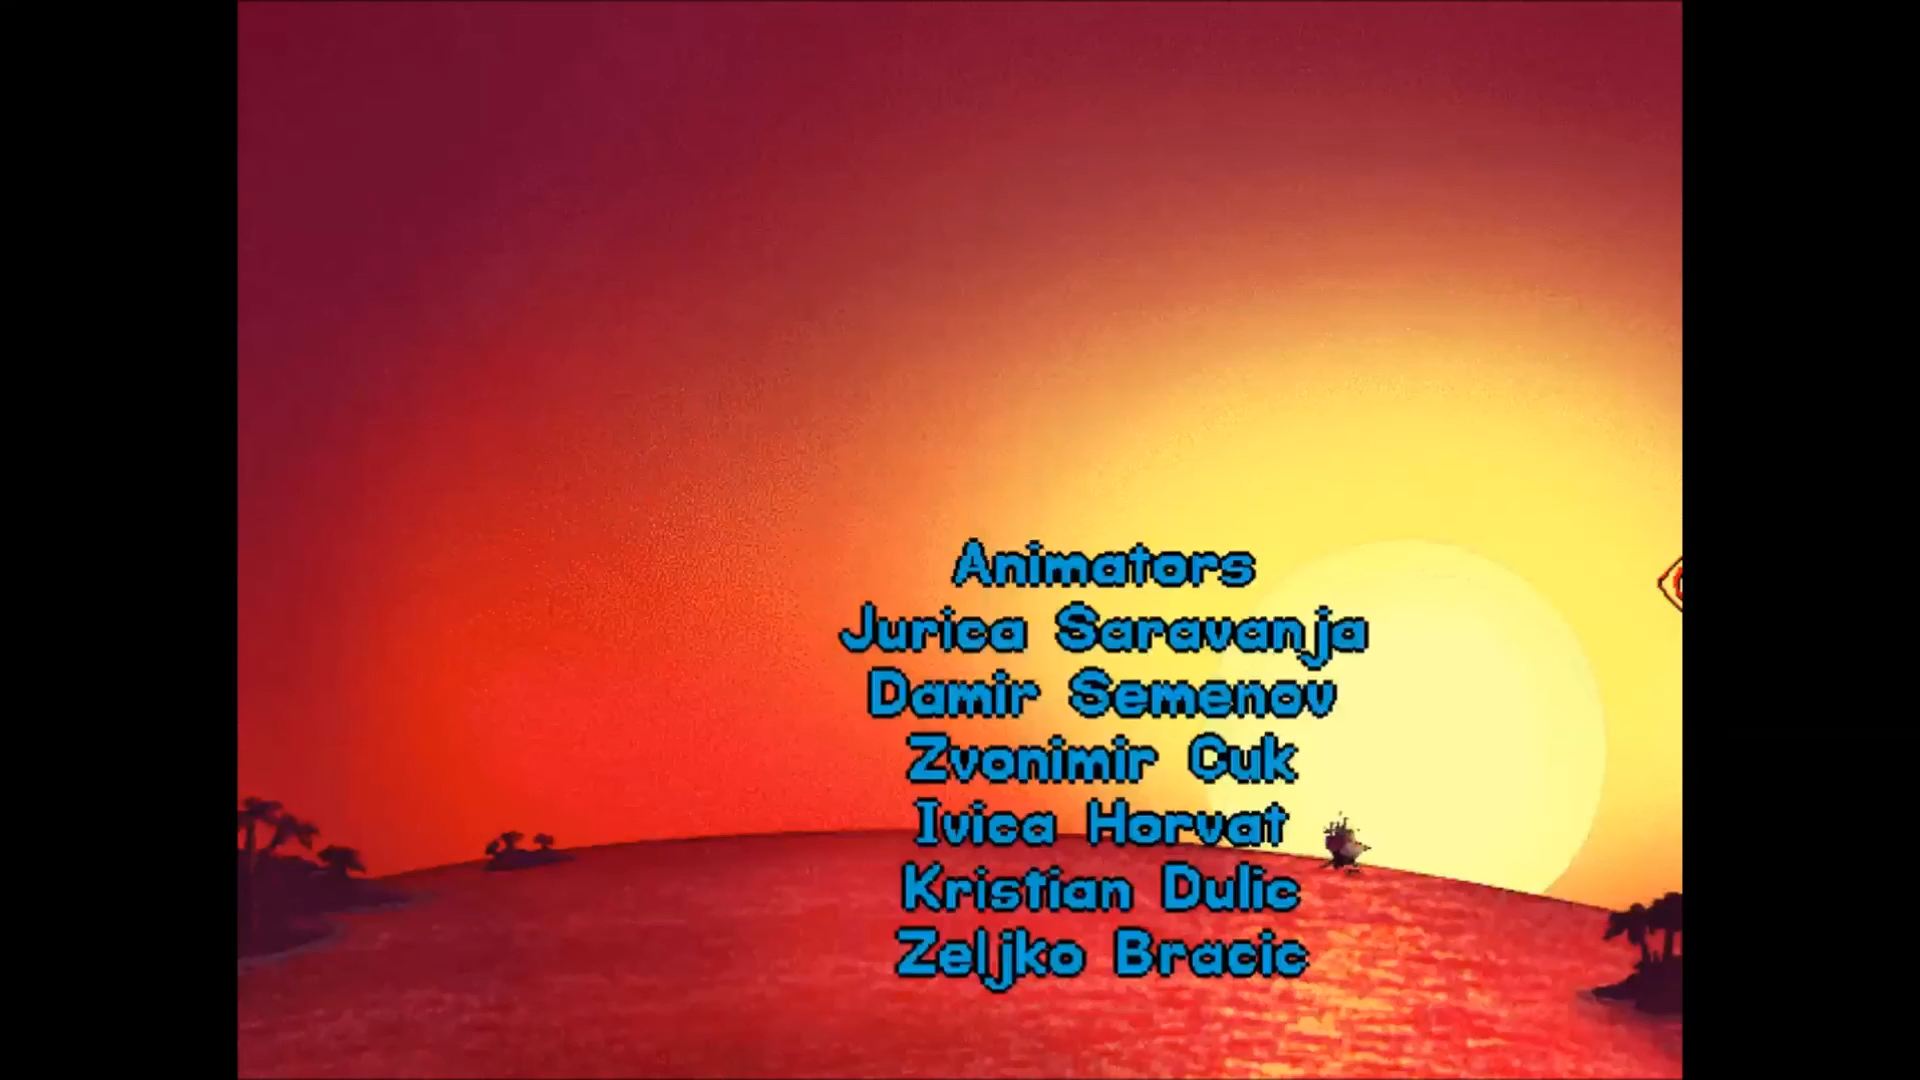 Animators
Jurica Saravanja
Damir Semenov
Zvonimir Cuk
Ivica Horvat
Kristian Dulic
Zeljko Bracic